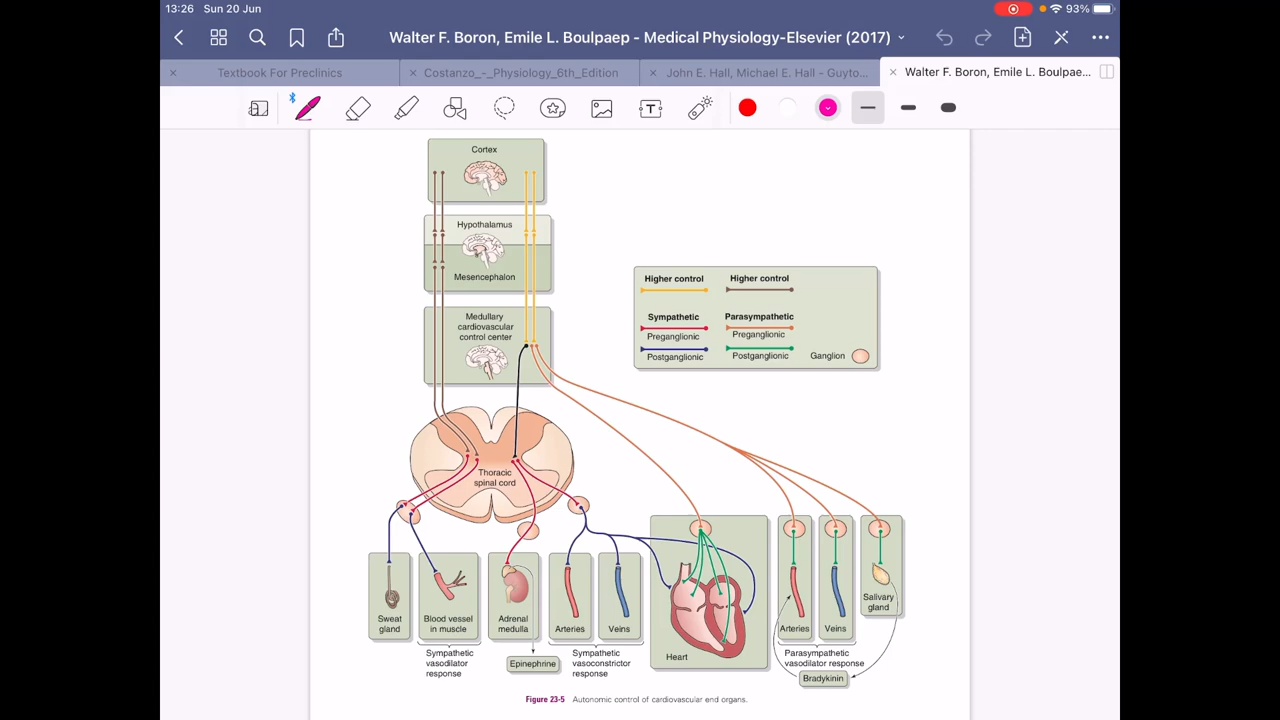 13:26 Sun 20 Jun
93%
Walter F. Boron, Emile L. Boulpaep - Medical Physiology-Elsevier (2017)
Textbook For Preclinics
Costanzo_-_Physiology_6th_Edition
John E. Hall, Michael E. Hall - Guyto...
Walter F. Boron, Emile L. Boulpae...
Cortex
Hypothalamus
Mesencephalon
Medullary
cardiovascular
control center
Higher control
Higher control
Sympathetic
Parasympathetic
Preganglionic
Preganglionic
Postganglionic
Postganglionic
Ganglion
Thoracic
spinal cord
Sweat
gland
Blood vessel
in muscle
Adrenal
medulla
Arteries
Veins
Heart
Arteries
Veins
Salivary
gland
Sympathetic
vasodilator
response
Epinephrine
Sympathetic
vasoconstrictor
response
Parasympathetic
vasodilator response
Bradykinin
Figure 23-5 Autonomic control of cardiovascular end organs.